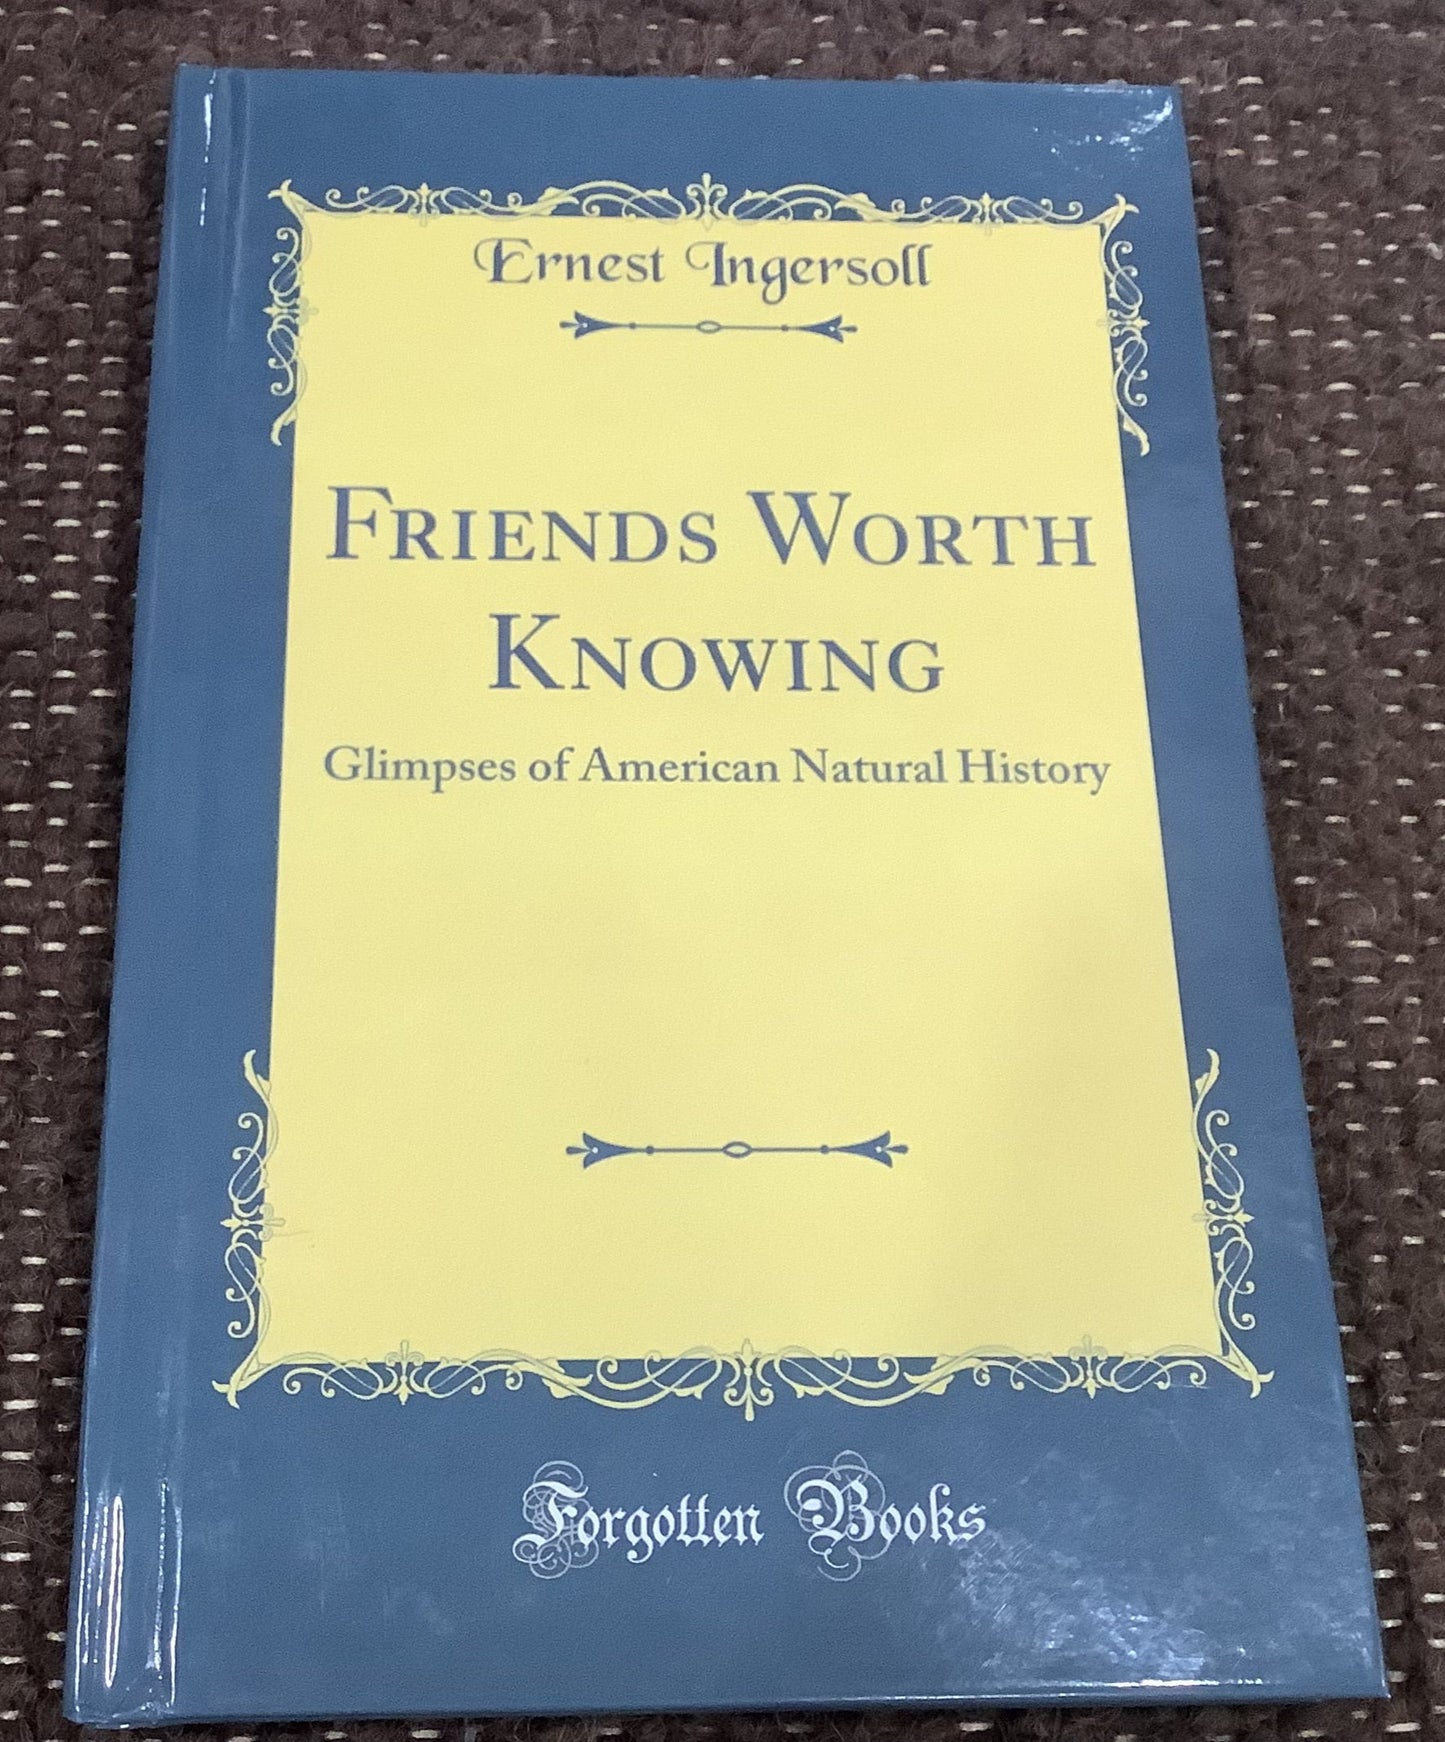 Ernest Ingersoll
Friends Worth
Knowing
Glimpses of American Natural History
Forgotten Books